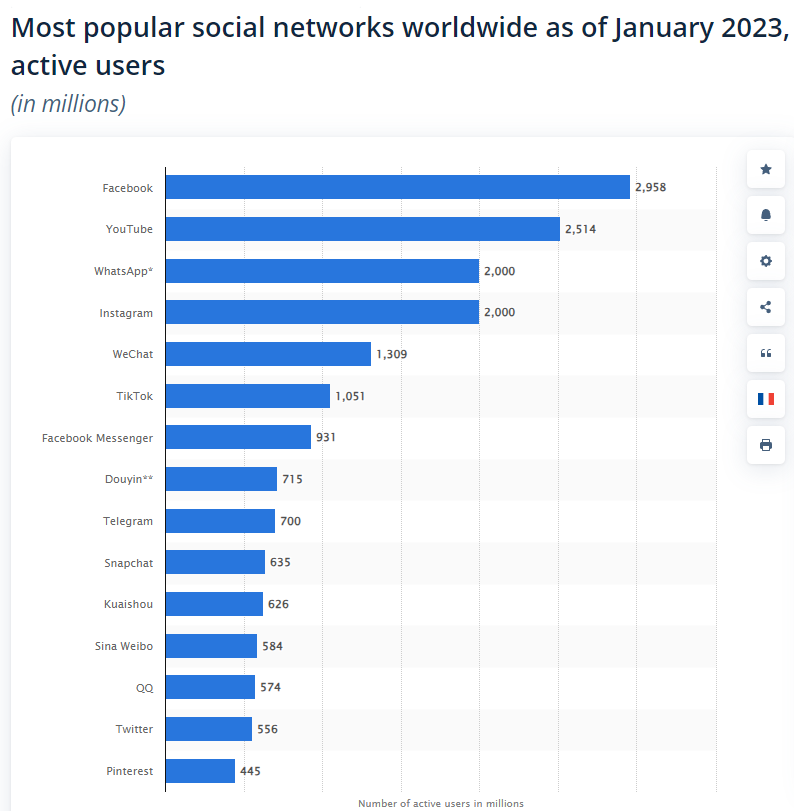 Most popular social networks worldwide as of January 2023,
active users
(in millions)
Facebook 2,958
YouTube 2,514
WhatsApp* 2,000
Instagram 2,000
WeChat 1,309
TikTok 1,051
Facebook Messenger 931
Douyin** 715
Telegram 700
Snapchat 635
Kuaishou 626
Sina Weibo 584
QQ 574
Twitter 556
Pinterest 445
Number of active users in millions